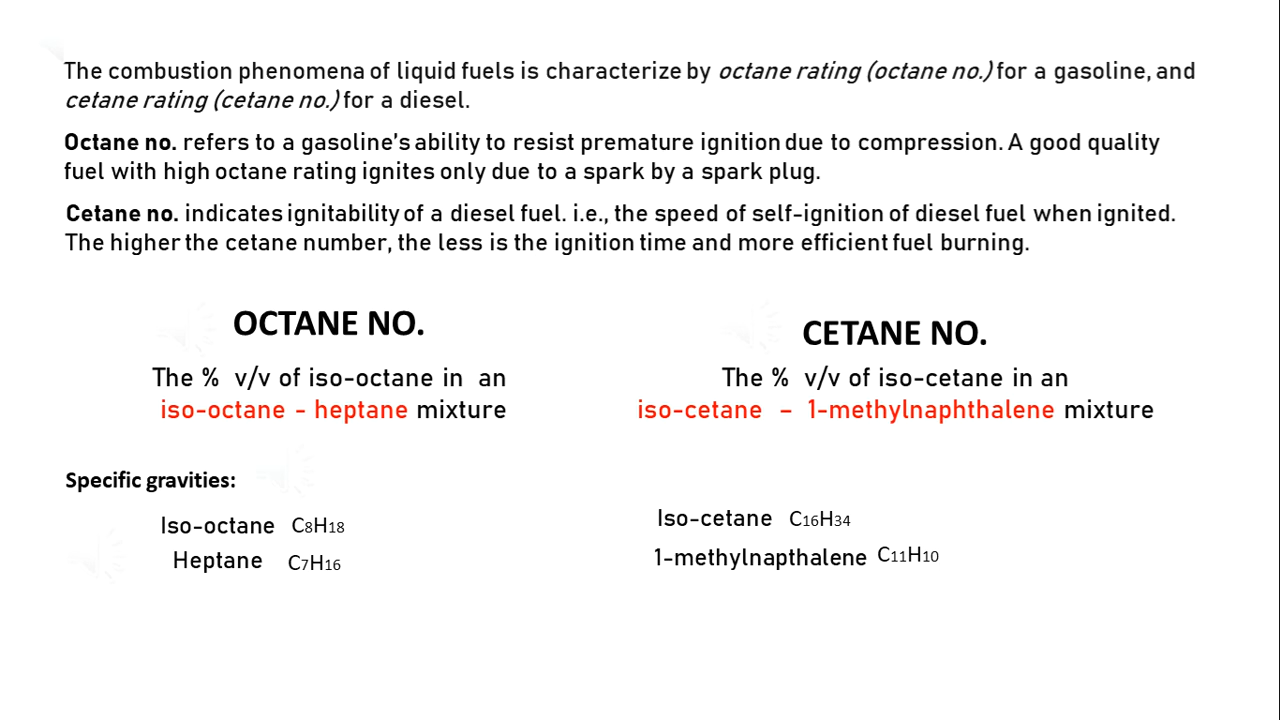 The combustion phenomena of liquid fuels is characterize by octane rating (octane no.) for a gasoline, and
cetane rating (cetane no.) for a diesel.
Octane no. refers to a gasoline's ability to resist premature ignition due to compression. A good quality
fuel with high octane rating ignites only due to a spark by a spark plug.
Cetane no. indicates ignitability of a diesel fuel. i.e., the speed of self-ignition of diesel fuel when ignited.
The higher the cetane number, the less is the ignition time and more efficient fuel burning.
OCTANE NO.
The % v/v of iso-octane in an
iso-octane - heptane mixture
CETANE NO.
The % v/v of iso-cetane in an
iso-cetane – 1-methylnaphthalene mixture
Specific gravities:
Iso-octane C8H18
Heptane C7H16
Iso-cetane C16H34
1-methylnapthalene C11H10